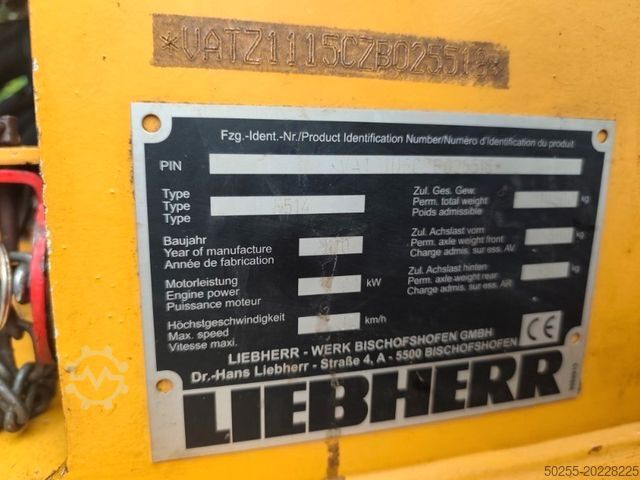 *VATZ1115CZB025518*
Fzg.-Ident.-Nr./Product Identification Number/Numéro d'identification du produit
PIN
Type
Type
Type
L514
Baujahr
Year of manufacture
Année de fabrication
Motorleistung
Engine power
Puissance moteur
kW
Höchstgeschwindigkeit
Max. speed
Vitesse maxi.
km/h
Zul. Ges. Gew.
Perm. total weight
Poids admissible
kg
Zul. Achslast vorn
Perm. axle weight/front
Charge admis. sur ess. AV
kg
Zul. Achslast hinten
Perm. axle-weight rear
Charge admis. sur ess. AR
kg
LIEBHERR - WERK BISCHOFSHOFEN GMBH
Dr.-Hans Liebherr - Straße 4, A - 5500 BISCHOFSHOFEN
CE
LIEBHERR
50255-20228225